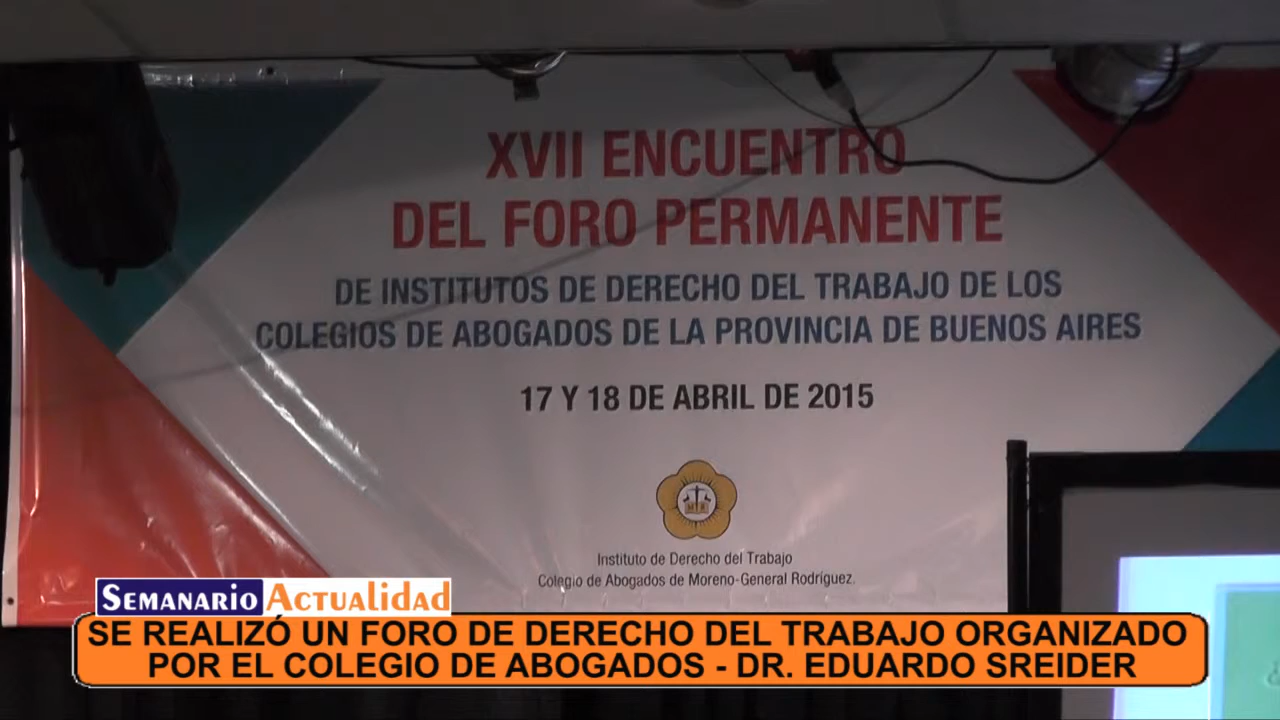 XVII ENCUENTRO
DEL FORO PERMANENTE
DE INSTITUTOS DE DERECHO DEL TRABAJO DE LOS
COLEGIOS DE ABOGADOS DE LA PROVINCIA DE BUENOS AIRES
17 Y 18 DE ABRIL DE 2015
Instituto de Derecho del Trabajo
Colegio de Abogados de Moreno-General Rodríguez.
SEMANARIO ACTUALIDAD
SE REALIZÓ UN FORO DE DERECHO DEL TRABAJO ORGANIZADO
POR EL COLEGIO DE ABOGADOS - DR. EDUARDO SREIDER